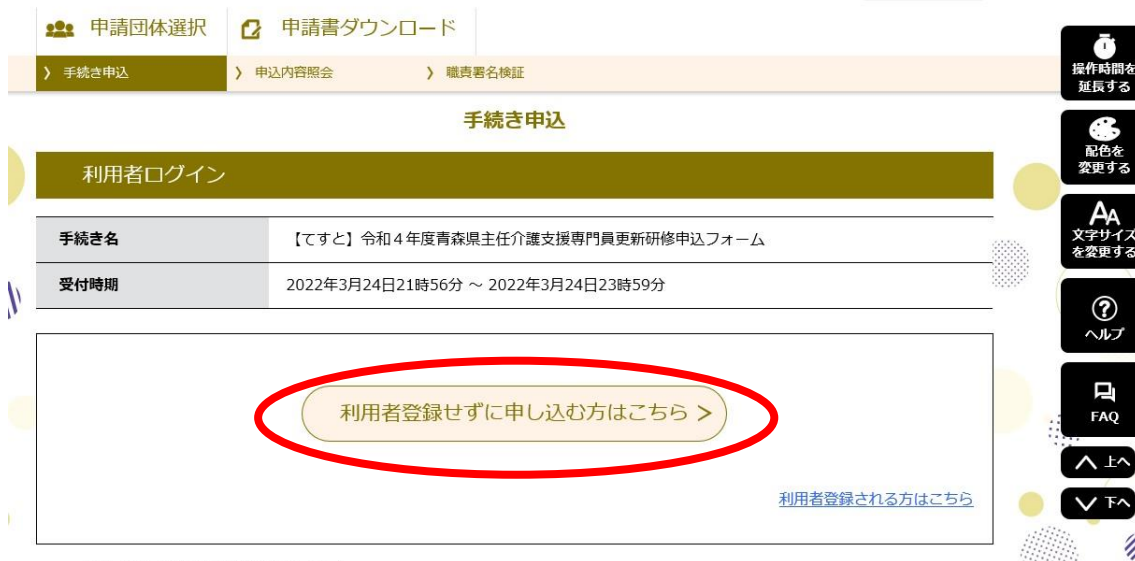 申請団体選択 申請書ダウンロード
手続き申込 申込内容照会 職責署名検証
手続き申込
利用者ログイン
手続き名 【てすと】令和４年度青森県主任介護支援専門員更新研修申込フォーム
受付時期 2022年3月24日21時56分 ～ 2022年3月24日23時59分
利用者登録せずに申し込む方はこちら >
利用者登録される方はこちら
操作時間を
延長する
配色を
変更する
文字サイズ
を変更する
ヘルプ
FAQ
上へ
下へ